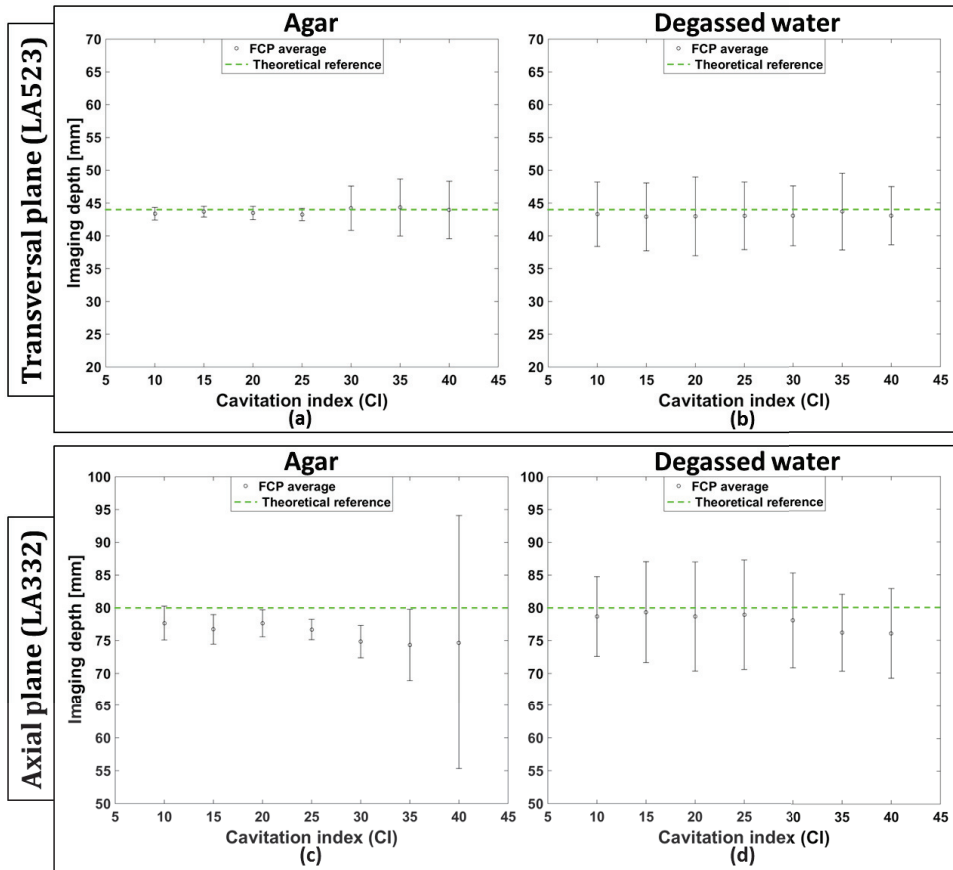 Transversal plane (LA523)
Agar
FCP average
Theoretical reference
70
65
60
55
50
45
40
35
30
25
20
Imaging depth [mm]
5 10 15 20 25 30 35 40 45
Cavitation index (CI)
(a)
Degassed water
FCP average
Theoretical reference
70
65
60
55
50
45
40
35
30
25
20
5 10 15 20 25 30 35 40 45
Cavitation index (CI)
(b)
Axial plane (LA332)
Agar
FCP average
Theoretical reference
100
95
90
85
80
75
70
65
60
55
50
Imaging depth [mm]
5 10 15 20 25 30 35 40 45
Cavitation index (CI)
(c)
Degassed water
FCP average
Theoretical reference
100
95
90
85
80
75
70
65
60
55
50
5 10 15 20 25 30 35 40 45
Cavitation index (CI)
(d)